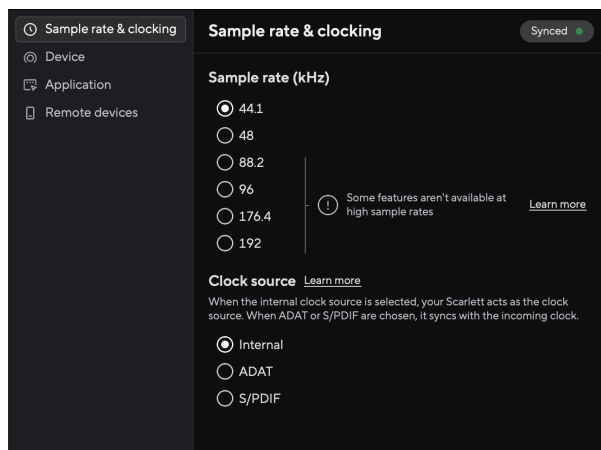 Sample rate & clocking
Device
Application
Remote devices
Sample rate & clocking
Synced
Sample rate (kHz)
44.1
48
88.2
96
176.4
192
Some features aren't available at
high sample rates
Learn more
Clock source Learn more
When the internal clock source is selected, your Scarlett acts as the clock
source. When ADAT or S/PDIF are chosen, it syncs with the incoming clock.
Internal
ADAT
S/PDIF